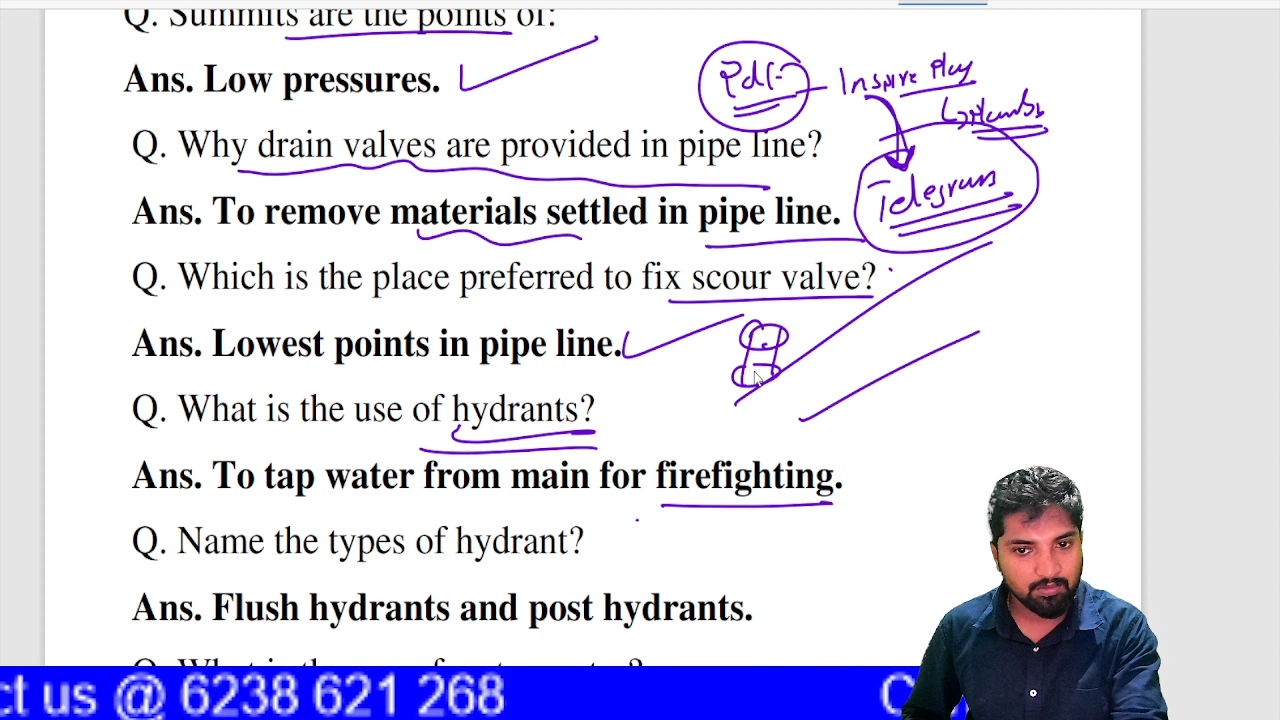 Q. Summits are the points of:
Ans. Low pressures.
Pdf - Inspire Play
Telegram
Q. Why drain valves are provided in pipe line?
Ans. To remove materials settled in pipe line.
Q. Which is the place preferred to fix scour valve?
Ans. Lowest points in pipe line.
Q. What is the use of hydrants?
Ans. To tap water from main for firefighting.
Q. Name the types of hydrant?
Ans. Flush hydrants and post hydrants.
ct us @ 6238 621 268